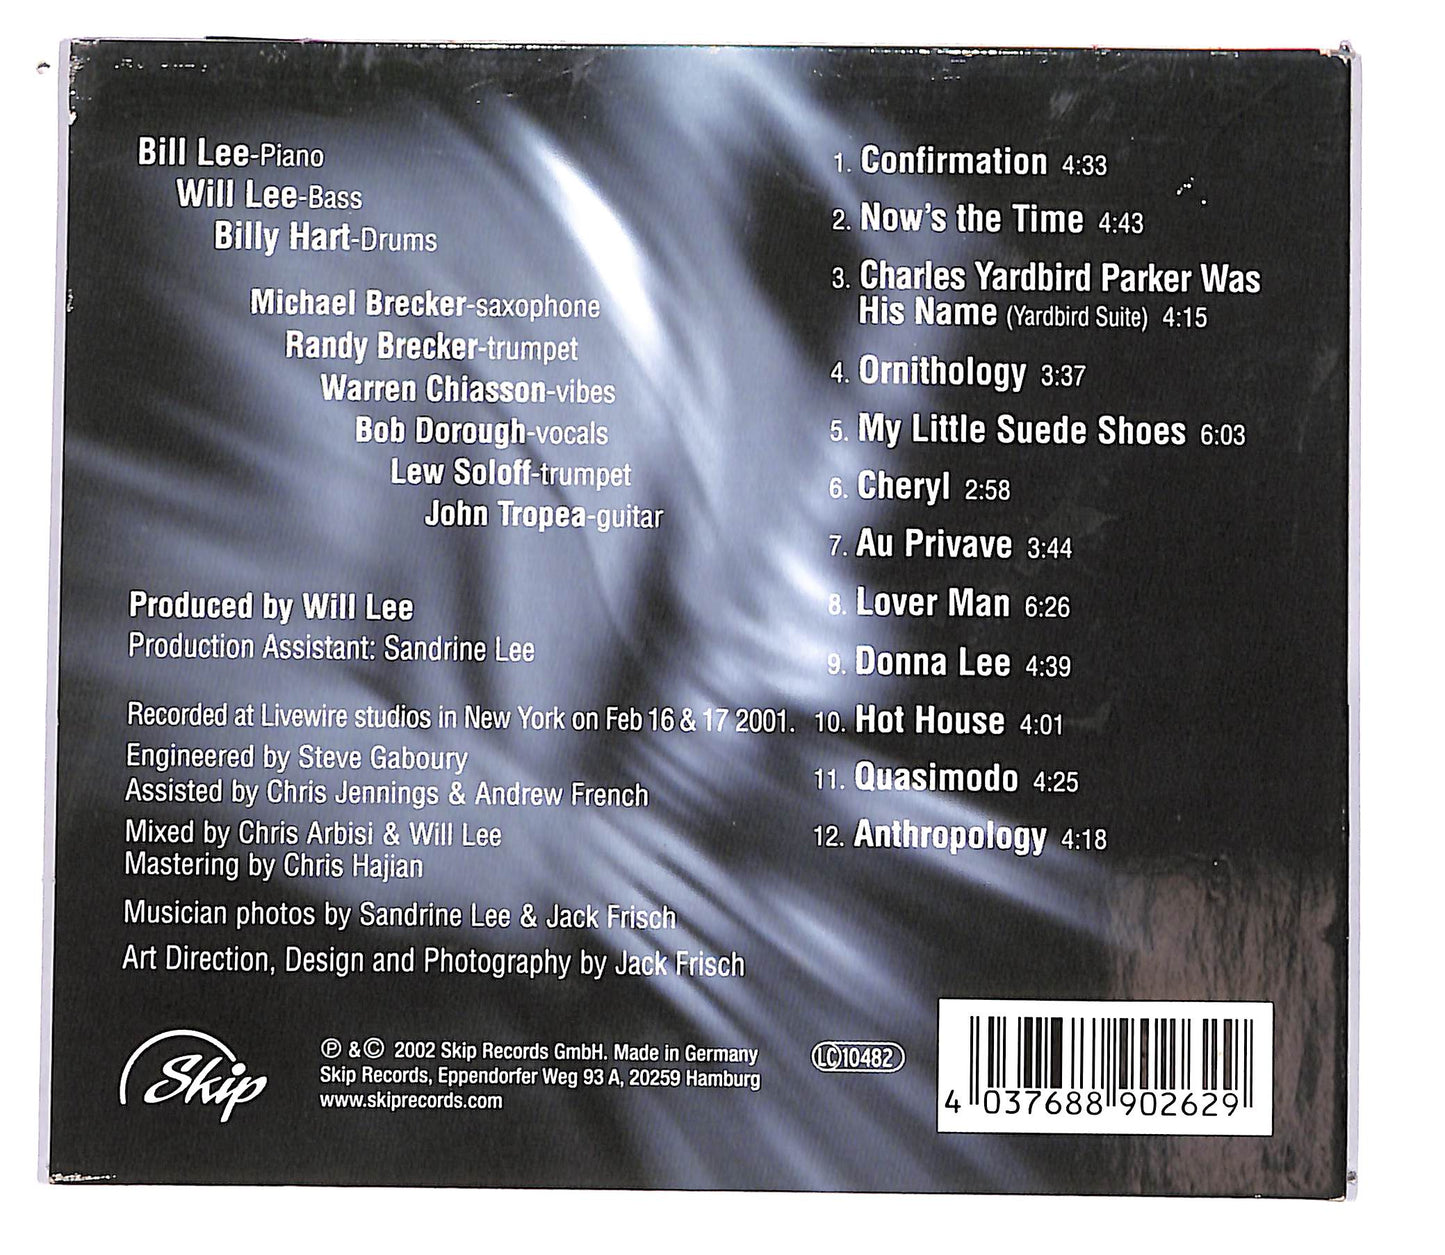 Bill Lee-Piano
Will Lee-Bass
Billy Hart-Drums
Michael Brecker-saxophone
Randy Brecker-trumpet
Warren Chiasson-vibes
Bob Dorough-vocals
Lew Soloff-trumpet
John Tropea-guitar
Produced by Will Lee
Production Assistant: Sandrine Lee
Recorded at Livewire studios in New York on Feb 16 & 17 2001.
Engineered by Steve Gaboury
Assisted by Chris Jennings & Andrew French
Mixed by Chris Arbisi & Will Lee
Mastering by Chris Hajian
Musician photos by Sandrine Lee & Jack Frisch
Art Direction, Design and Photography by Jack Frisch
1. Confirmation 4:33
2. Now's the Time 4:43
3. Charles Yardbird Parker Was
His Name (Yardbird Suite) 4:15
4. Ornithology 3:37
5. My Little Suede Shoes 6:03
6. Cheryl 2:58
7. Au Privave 3:44
8. Lover Man 6:26
9. Donna Lee 4:39
10. Hot House 4:01
11. Quasimodo 4:25
12. Anthropology 4:18
Skip
℗ & © 2002 Skip Records GmbH. Made in Germany
Skip Records, Eppendorfer Weg 93 A, 20259 Hamburg
www.skiprecords.com
LC 10482
4 037688 902629